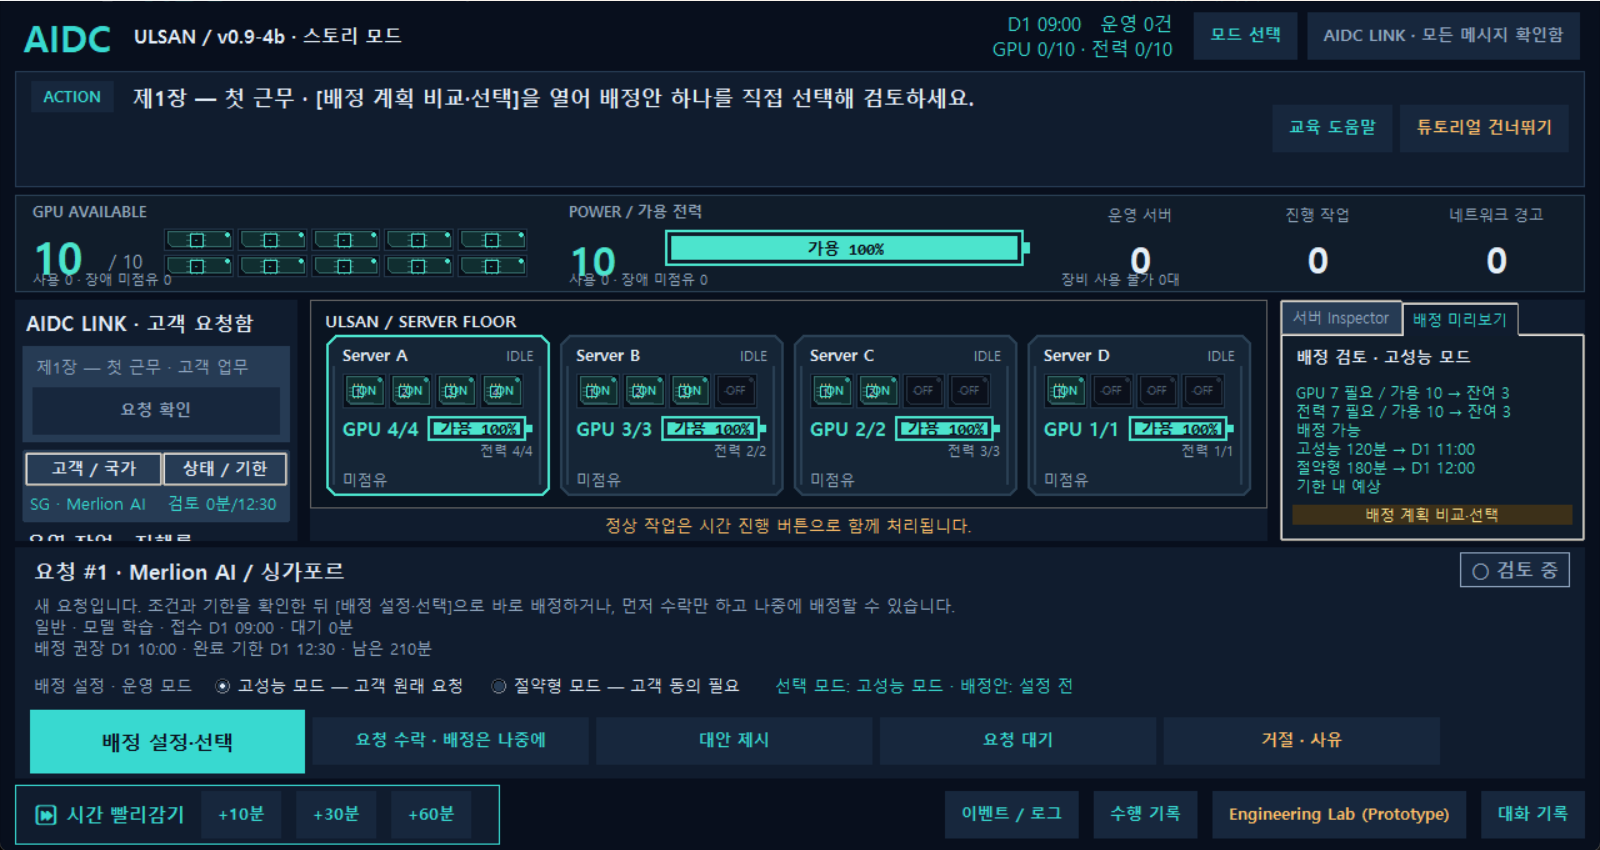 AIDC ULSAN / v0.9-4b · 스토리 모드
D1 09:00 운영 0건
GPU 0/10 · 전력 0/10
모드 선택
AIDC LINK · 모든 메시지 확인함
ACTION 제1장 — 첫 근무 · [배정 계획 비교·선택]을 열어 배정안 하나를 직접 선택해 검토하세요.
교육 도움말
튜토리얼 건너뛰기
GPU AVAILABLE
10 / 10
사용 0 · 장애 미점유 0
POWER / 가용 전력
10
가용 100%
사용 0 · 장애 미점유 0
운영 서버
0
장비 사용 불가 0대
진행 작업
0
네트워크 경고
0
AIDC LINK · 고객 요청함
제1장 — 첫 근무 · 고객 업무
요청 확인
고객 / 국가 상태 / 기한
SG · Merlion AI 검토 0분/12:30
ULSAN / SERVER FLOOR
Server A IDLE
ON ON ON ON
GPU 4/4 가용 100%
전력 4/4
미점유
Server B IDLE
ON ON ON OFF
GPU 3/3 가용 100%
전력 2/2
미점유
Server C IDLE
ON ON OFF OFF
GPU 2/2 가용 100%
전력 3/3
미점유
Server D IDLE
ON OFF OFF OFF
GPU 1/1 가용 100%
전력 1/1
미점유
정상 작업은 시간 진행 버튼으로 함께 처리됩니다.
서버 Inspector 배정 미리보기
배정 검토 · 고성능 모드
GPU 7 필요 / 가용 10 → 잔여 3
전력 7 필요 / 가용 10 → 잔여 3
배정 가능
고성능 120분 → D1 11:00
절약형 180분 → D1 12:00
기한 내 예상
배정 계획 비교·선택
요청 #1 · Merlion AI / 싱가포르
○ 검토 중
새 요청입니다. 조건과 기한을 확인한 뒤 [배정 설정·선택]으로 바로 배정하거나, 먼저 수락만 하고 나중에 배정할 수 있습니다.
일반 · 모델 학습 · 접수 D1 09:00 · 대기 0분
배정 권장 D1 10:00 · 완료 기한 D1 12:30 · 남은 210분
배정 설정 · 운영 모드 고성능 모드 — 고객 원래 요청 절약형 모드 — 고객 동의 필요 선택 모드: 고성능 모드 · 배정안: 설정 전
배정 설정·선택
요청 수락 · 배정은 나중에
대안 제시
요청 대기
거절 · 사유
시간 빨리감기 +10분 +30분 +60분
이벤트 / 로그
수행 기록
Engineering Lab (Prototype)
대화 기록